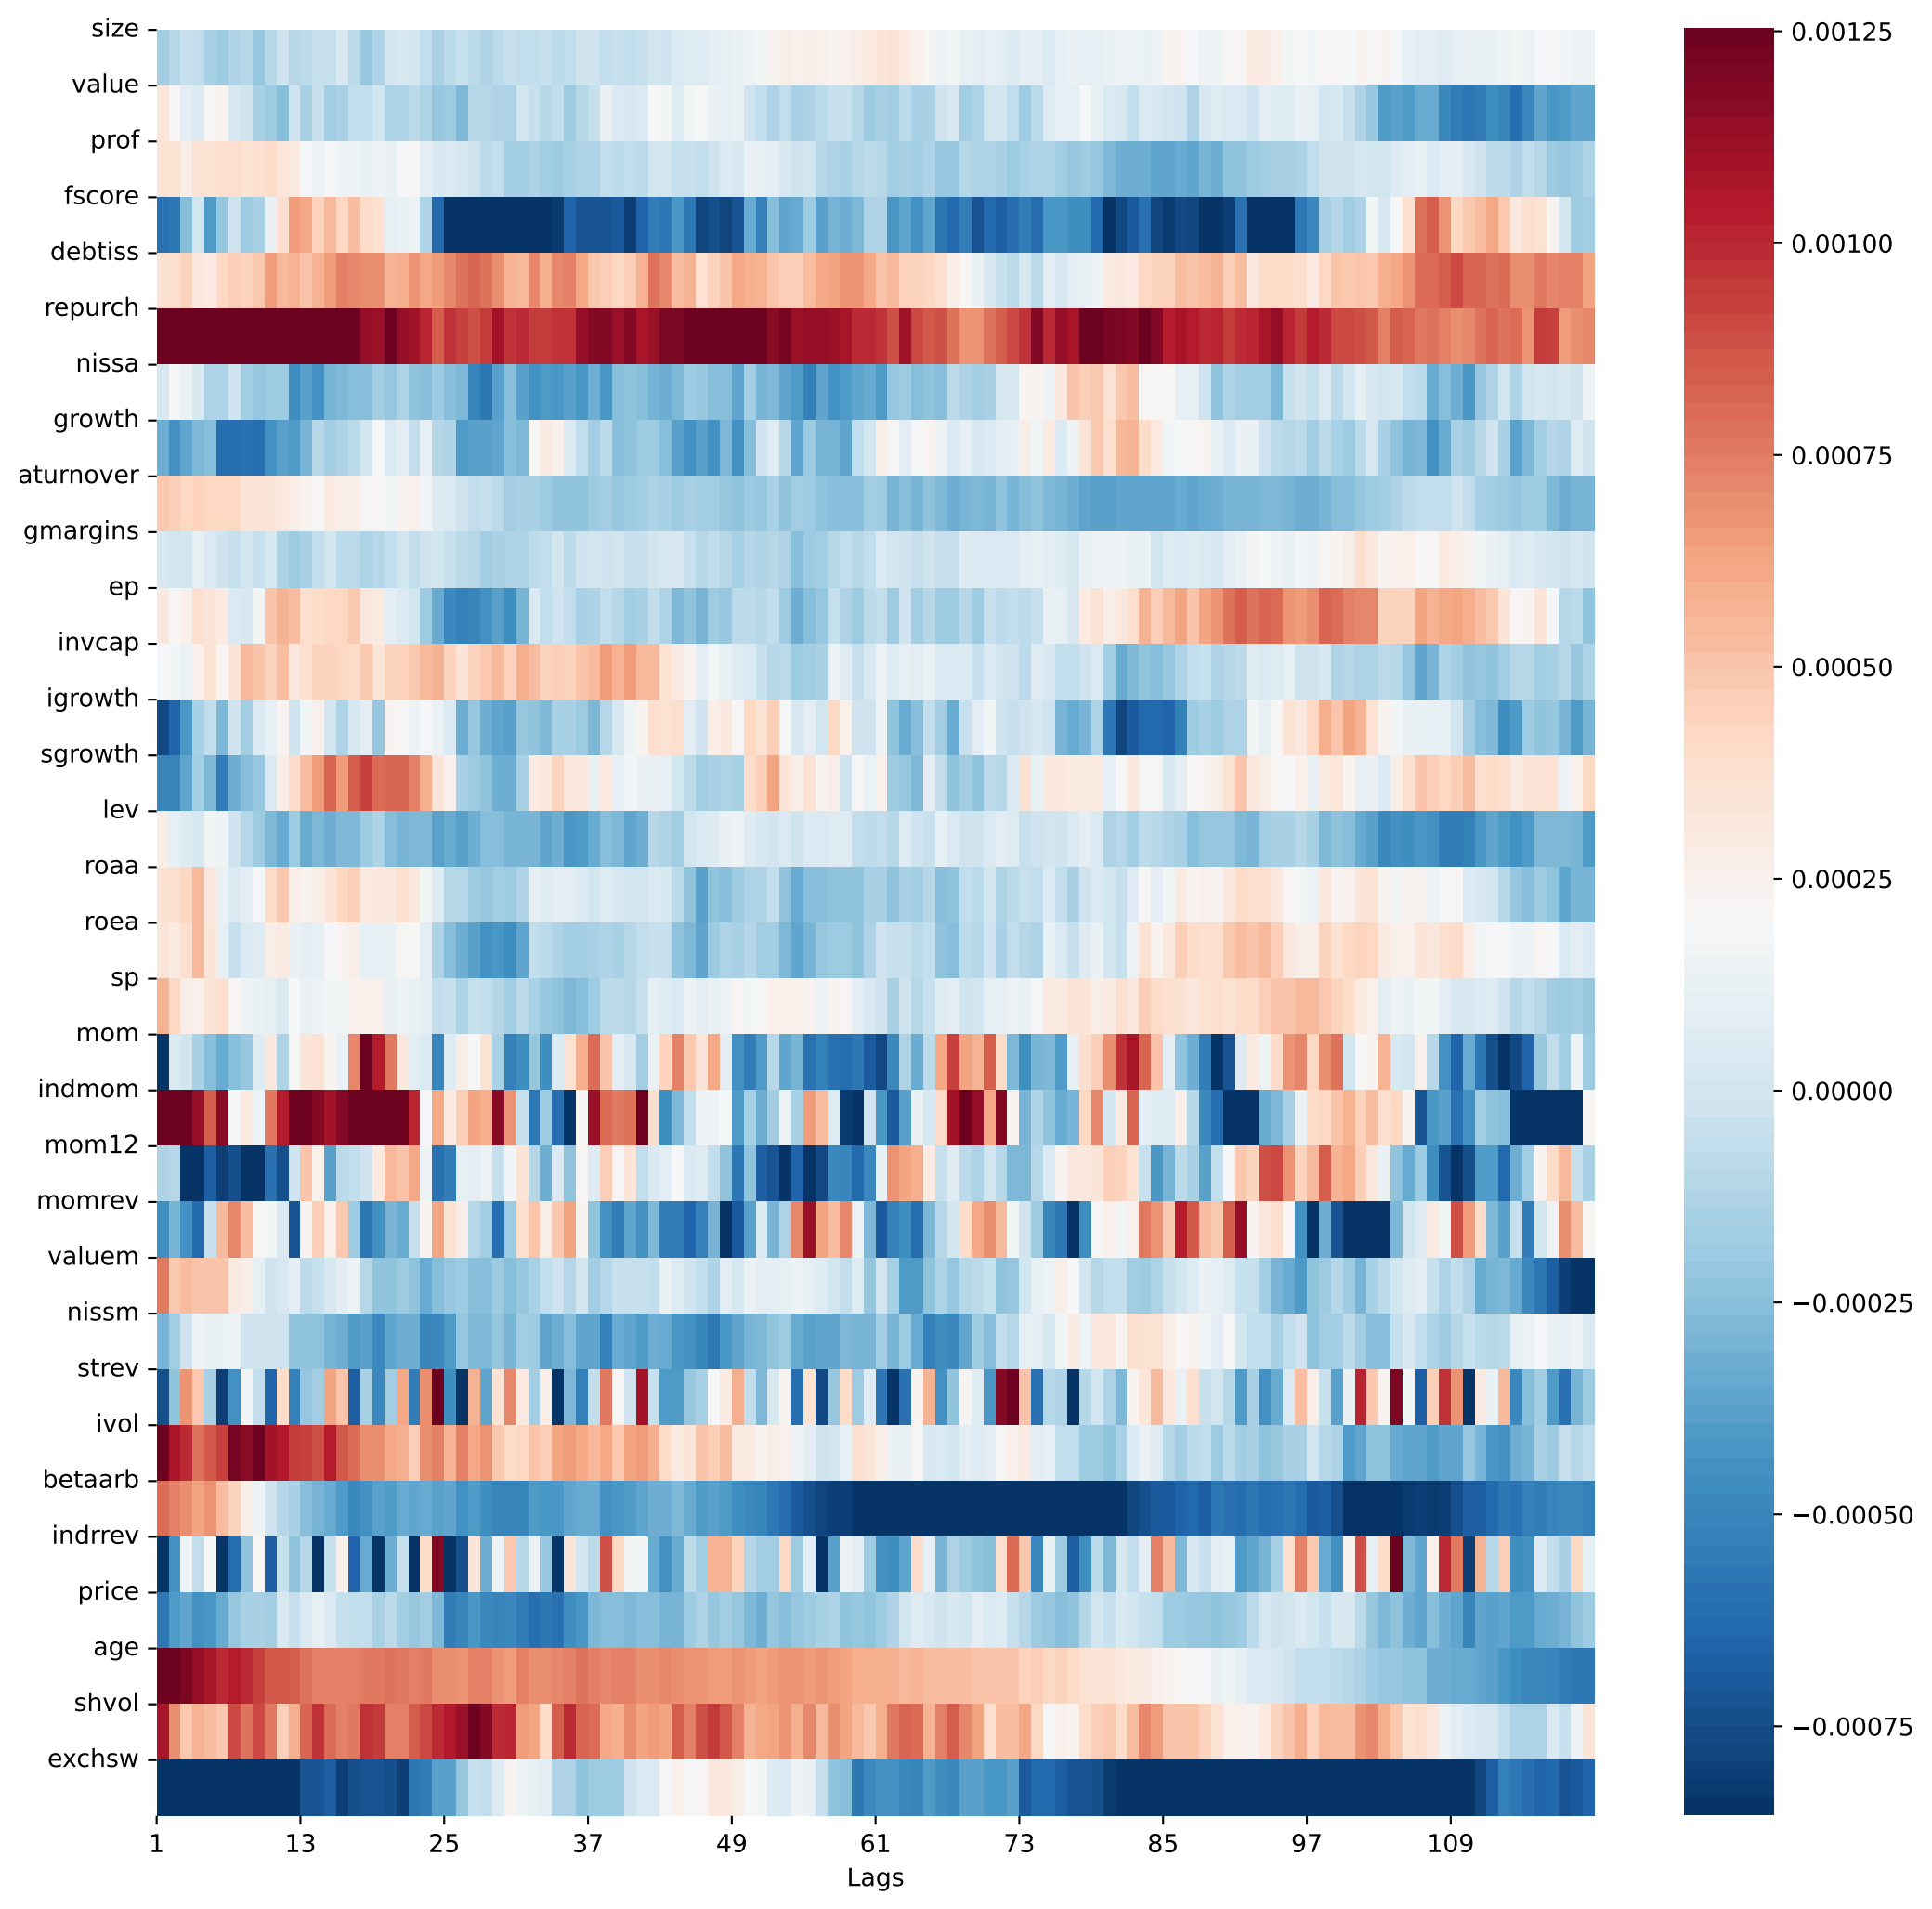 size
value
prof
fscore
debtiss
repurch
nissa
growth
aturnover
gmargins
ep
invcap
igrowth
sgrowth
lev
roaa
roea
sp
mom
indmom
mom12
momrev
valuem
nissm
strev
ivol
betaarb
indrrev
price
age
shvol
exchsw
1 13 25 37 49 61 73 85 97 109
Lags
0.00125
0.00100
0.00075
0.00050
0.00025
0.00000
−0.00025
−0.00050
−0.00075